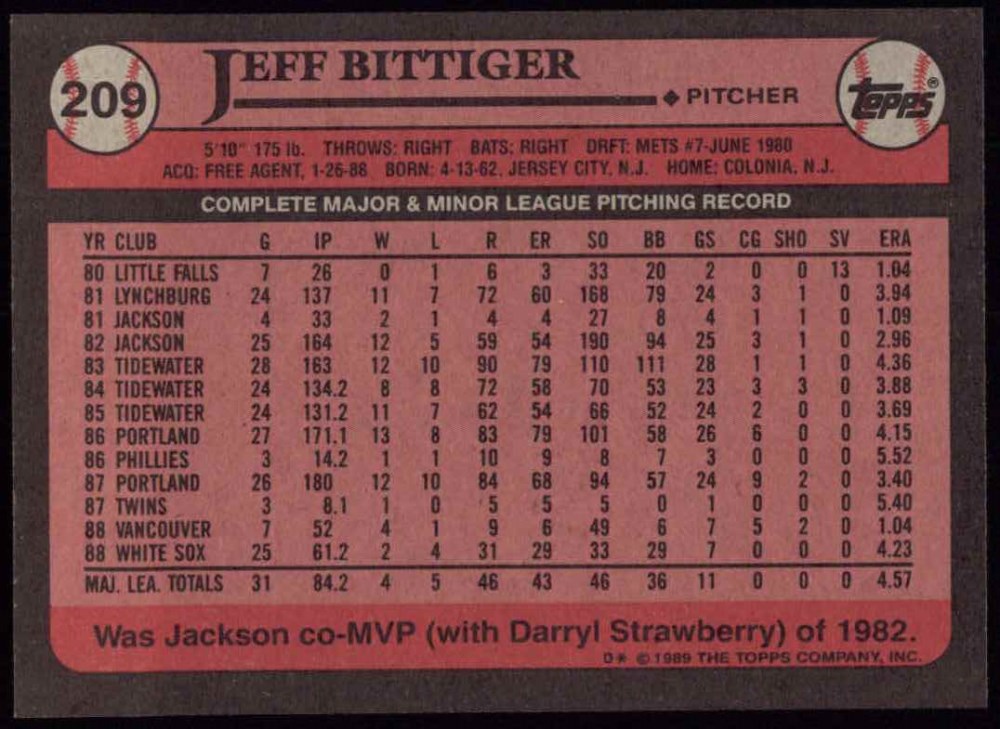 209
JEFF BITTIGER
PITCHER
TOPPS®
5'10" 175 lb. THROWS: RIGHT BATS: RIGHT DRFT: METS #7-JUNE 1980
ACQ: FREE AGENT, 1-26-88 BORN: 4-13-62, JERSEY CITY, N.J. HOME: COLONIA, N.J.
COMPLETE MAJOR & MINOR LEAGUE PITCHING RECORD
YR CLUB G IP W L R ER SO BB GS CG SHO SV ERA
80 LITTLE FALLS 7 26 0 1 6 3 33 20 2 0 0 13 1.04
81 LYNCHBURG 24 137 11 7 72 60 168 79 24 3 1 0 3.94
81 JACKSON 4 33 2 1 4 4 27 8 4 1 1 0 1.09
82 JACKSON 25 164 12 5 59 54 190 94 25 3 1 0 2.96
83 TIDEWATER 28 163 12 10 90 79 110 111 28 1 1 0 4.36
84 TIDEWATER 24 134.2 8 8 72 58 70 53 23 3 3 0 3.88
85 TIDEWATER 24 131.2 11 7 62 54 66 52 24 2 0 0 3.69
86 PORTLAND 27 171.1 13 8 83 79 101 58 26 6 0 0 4.15
86 PHILLIES 3 14.2 1 1 10 9 8 7 3 0 0 0 5.52
87 PORTLAND 26 180 12 10 84 68 94 57 24 9 2 0 3.40
87 TWINS 3 8.1 1 0 5 5 5 0 1 0 0 0 5.40
88 VANCOUVER 7 52 4 1 9 6 49 6 7 5 2 0 1.04
88 WHITE SOX 25 61.2 2 4 31 29 33 29 7 0 0 0 4.23
MAJ. LEA. TOTALS 31 84.2 4 5 46 43 46 36 11 0 0 0 4.57
Was Jackson co-MVP (with Darryl Strawberry) of 1982.
D* © 1989 THE TOPPS COMPANY, INC.